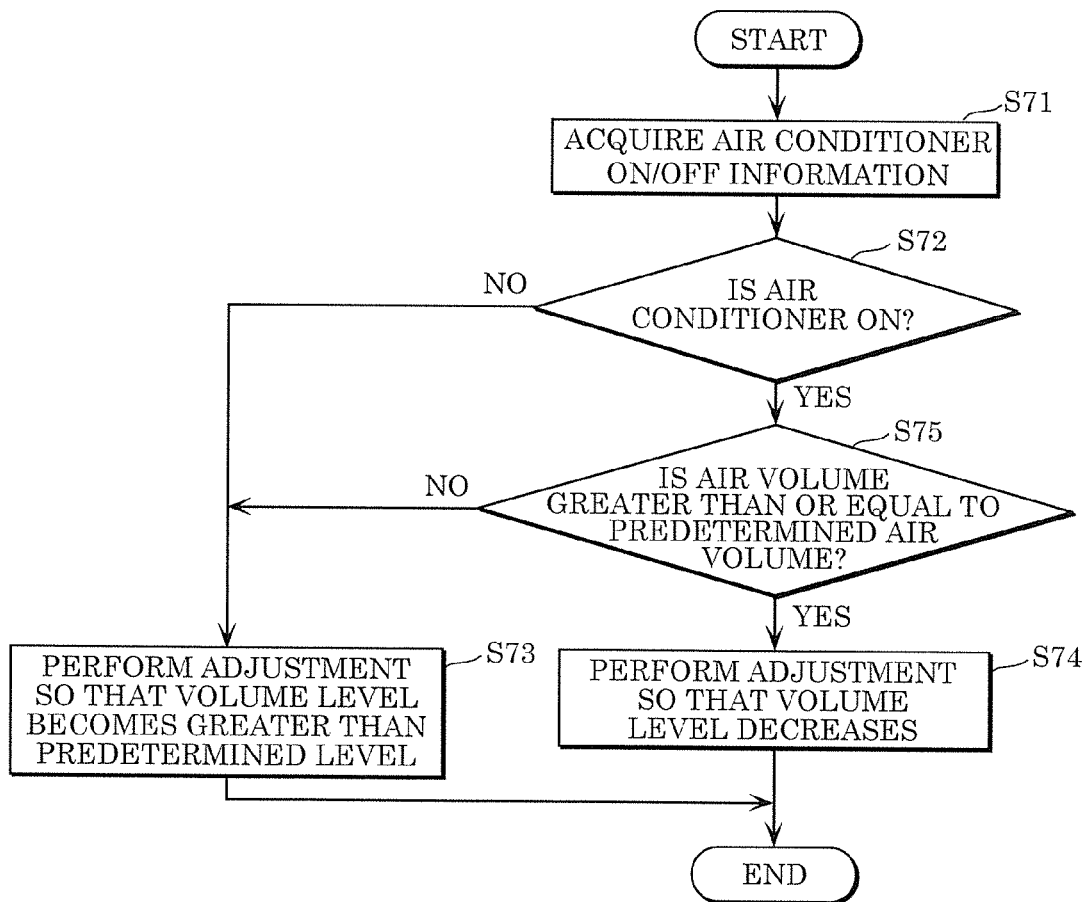 START
S71
ACQUIRE AIR CONDITIONER
ON/OFF INFORMATION
S72
NO
IS AIR
CONDITIONER ON?
YES
S75
NO
IS AIR VOLUME
GREATER THAN OR EQUAL TO
PREDETERMINED AIR
VOLUME?
YES
S73
PERFORM ADJUSTMENT
SO THAT VOLUME LEVEL
BECOMES GREATER THAN
PREDETERMINED LEVEL
S74
PERFORM ADJUSTMENT
SO THAT VOLUME
LEVEL DECREASES
END